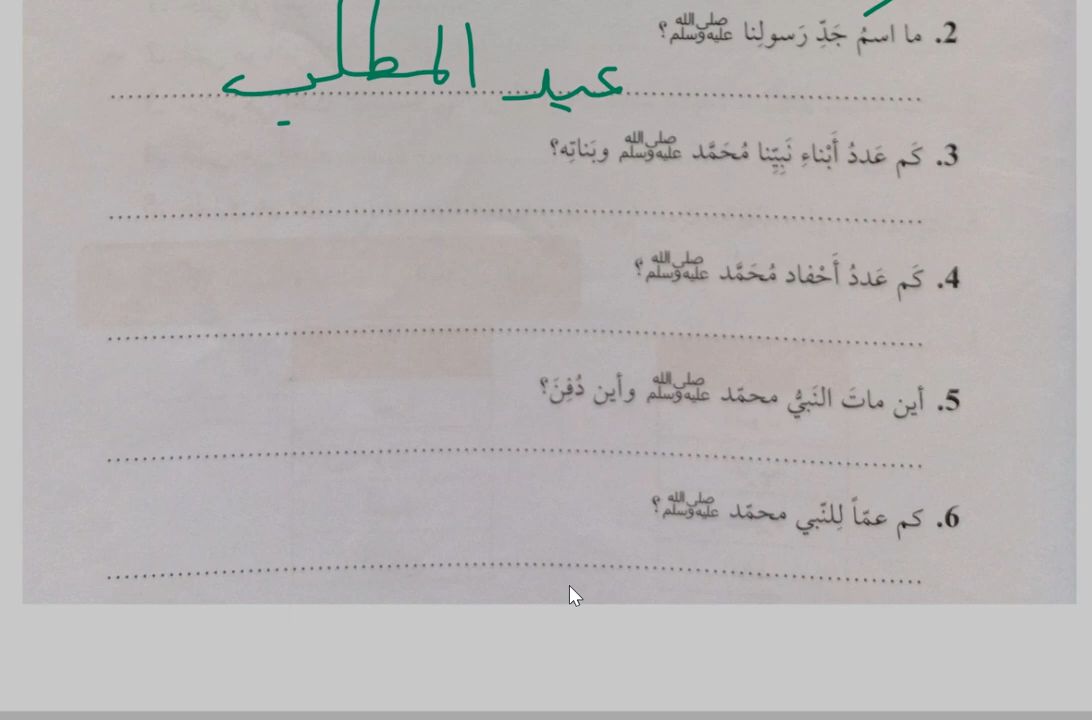 2. ما اسمُ جَدِّ رَسولِنا ﷺ؟
عبد المطلب
3. كَم عَددُ أَبْناءِ نَبِيِّنا مُحَمَّد ﷺ وبَناتِه؟
4. كَم عَددُ أَحْفاد مُحَمَّد ﷺ؟
5. أين ماتَ النَبيُّ محمّد ﷺ وأين دُفِنَ؟
6. كم عمّاً لِلنّبي محمّد ﷺ؟